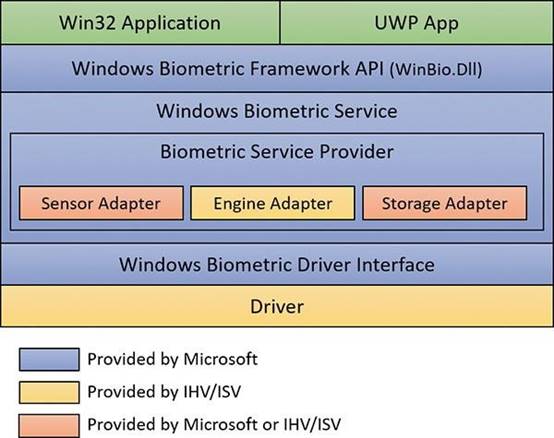 Win32 Application
UWP App
Windows Biometric Framework API (WinBio.Dll)
Windows Biometric Service
Biometric Service Provider
Sensor Adapter
Engine Adapter
Storage Adapter
Windows Biometric Driver Interface
Driver
Provided by Microsoft
Provided by IHV/ISV
Provided by Microsoft or IHV/ISV